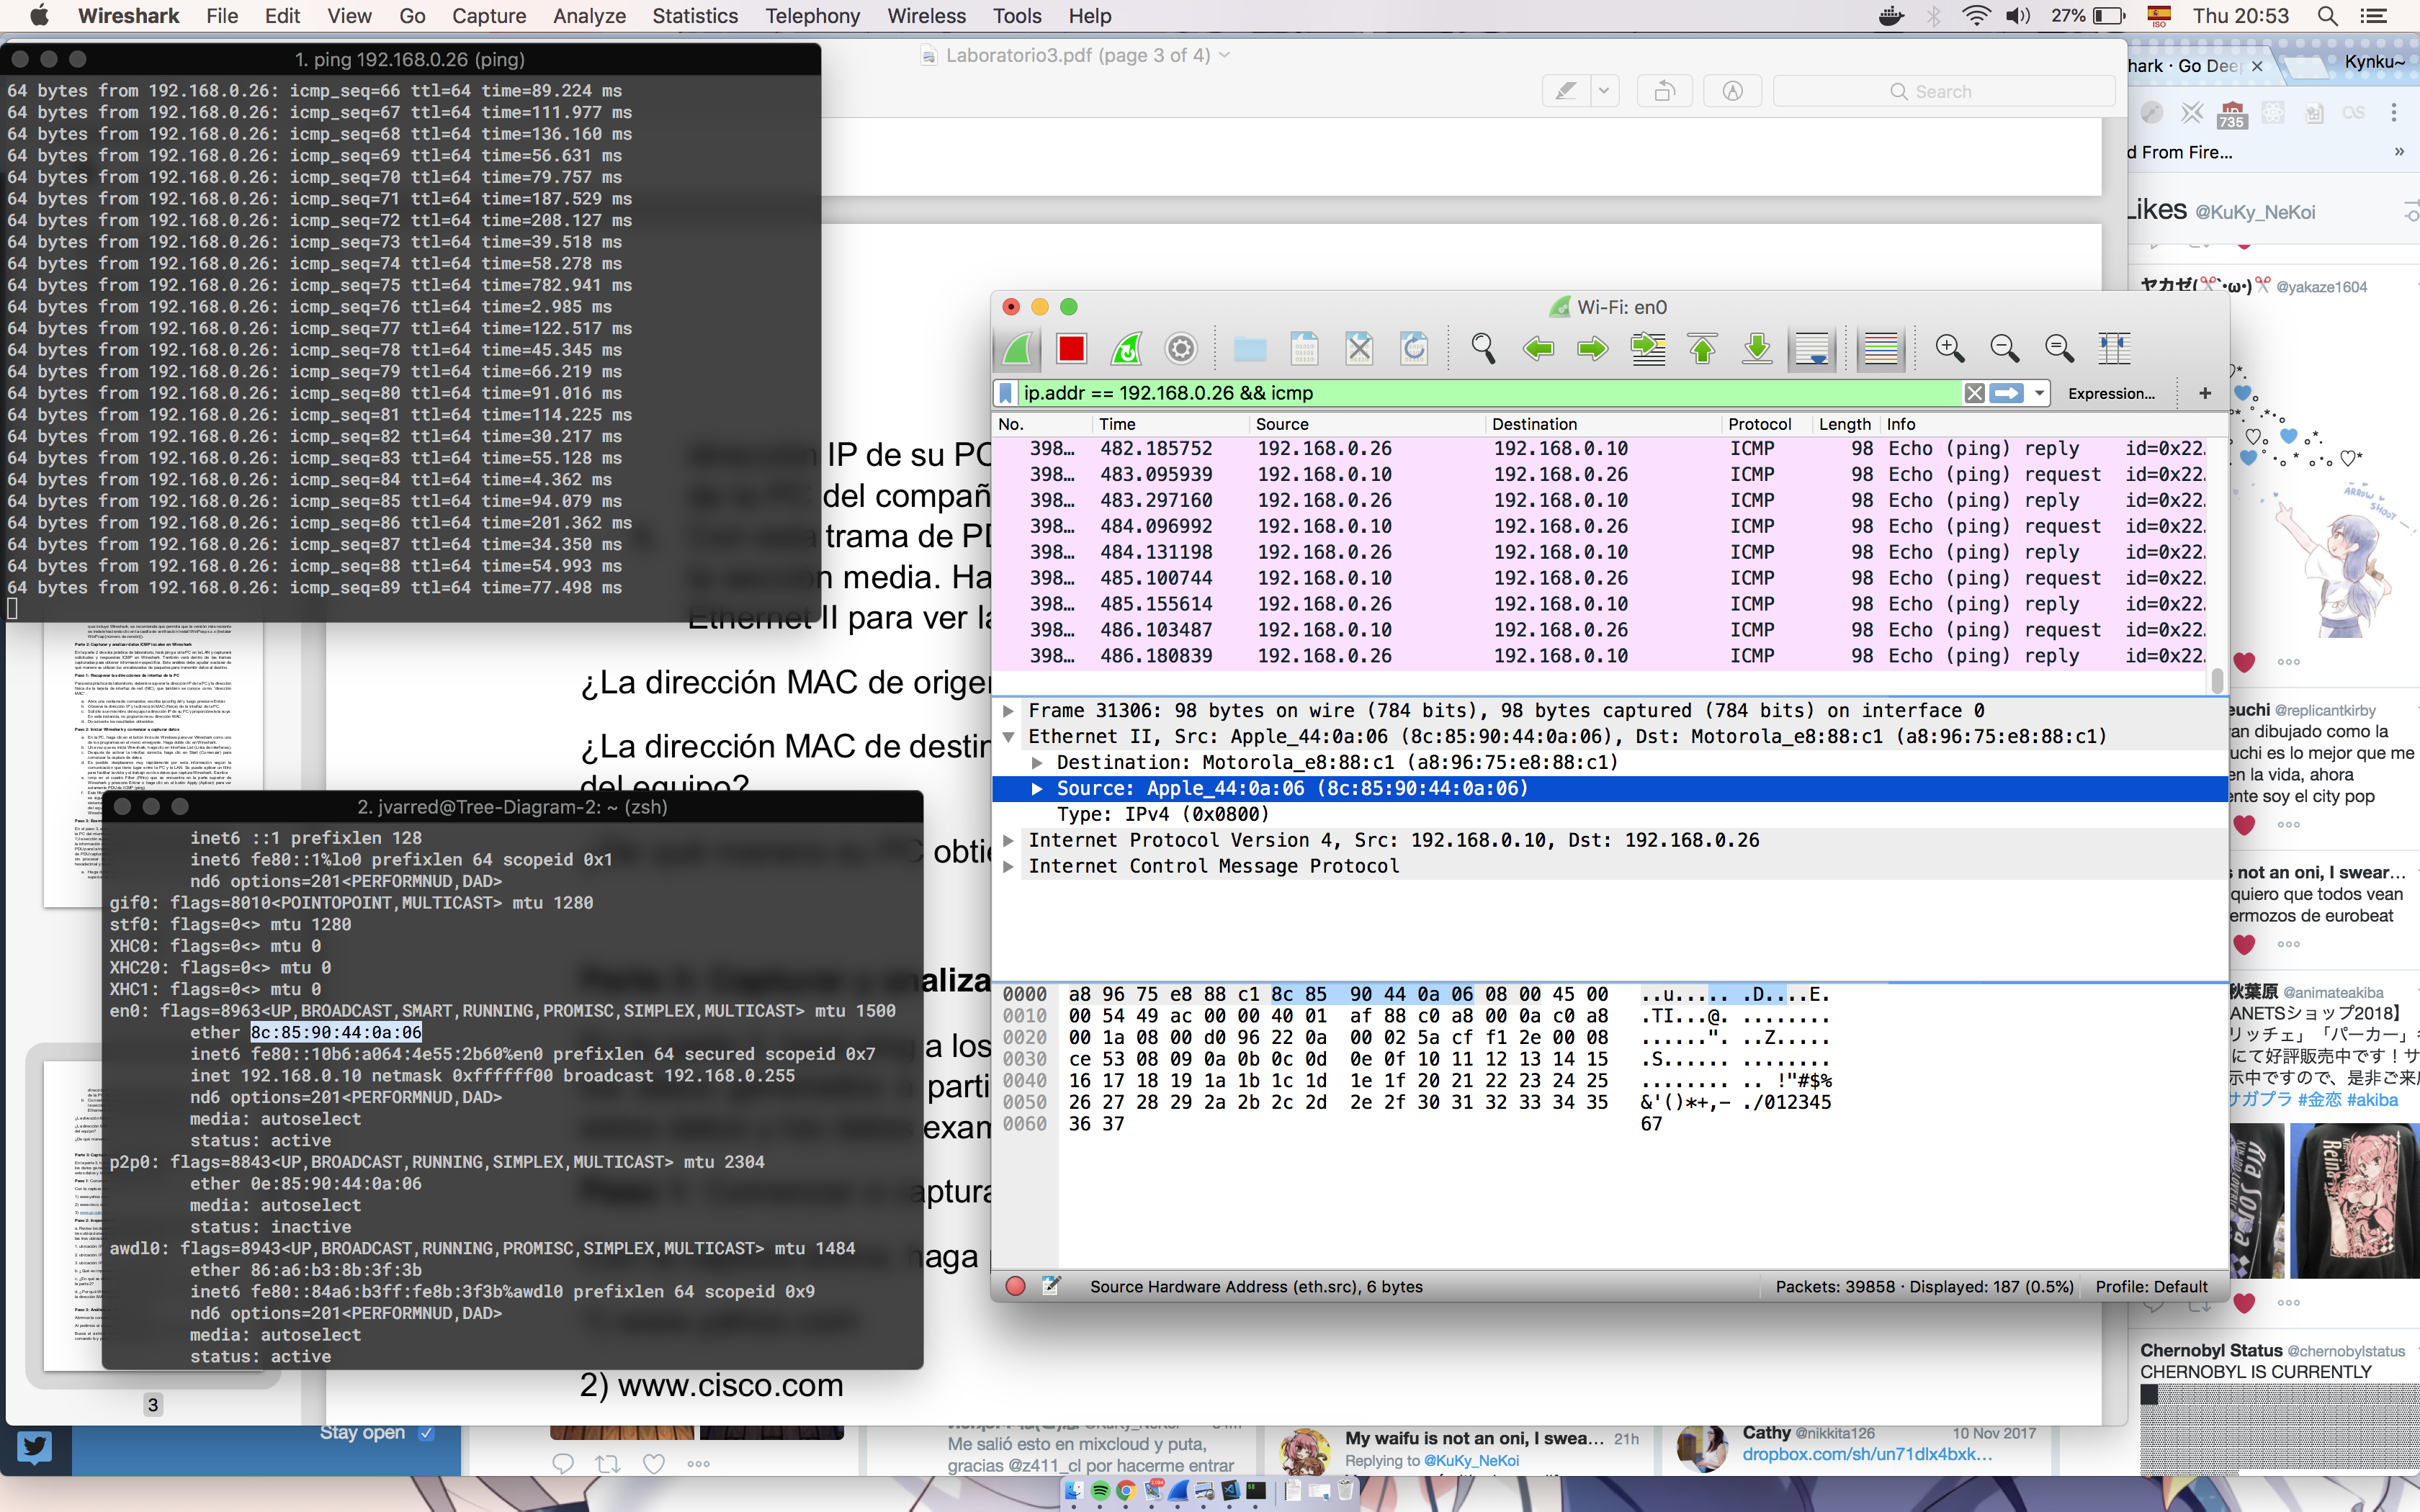 Wireshark File Edit View Go Capture Analyze Statistics Telephony Wireless Tools Help
27% ISO Thu 20:53
1. ping 192.168.0.26 (ping)
64 bytes from 192.168.0.26: icmp_seq=66 ttl=64 time=89.224 ms
64 bytes from 192.168.0.26: icmp_seq=67 ttl=64 time=111.977 ms
64 bytes from 192.168.0.26: icmp_seq=68 ttl=64 time=136.160 ms
64 bytes from 192.168.0.26: icmp_seq=69 ttl=64 time=56.631 ms
64 bytes from 192.168.0.26: icmp_seq=70 ttl=64 time=79.757 ms
64 bytes from 192.168.0.26: icmp_seq=71 ttl=64 time=187.529 ms
64 bytes from 192.168.0.26: icmp_seq=72 ttl=64 time=208.127 ms
64 bytes from 192.168.0.26: icmp_seq=73 ttl=64 time=39.518 ms
64 bytes from 192.168.0.26: icmp_seq=74 ttl=64 time=58.278 ms
64 bytes from 192.168.0.26: icmp_seq=75 ttl=64 time=782.941 ms
64 bytes from 192.168.0.26: icmp_seq=76 ttl=64 time=2.985 ms
64 bytes from 192.168.0.26: icmp_seq=77 ttl=64 time=122.517 ms
64 bytes from 192.168.0.26: icmp_seq=78 ttl=64 time=45.345 ms
64 bytes from 192.168.0.26: icmp_seq=79 ttl=64 time=66.219 ms
64 bytes from 192.168.0.26: icmp_seq=80 ttl=64 time=91.016 ms
64 bytes from 192.168.0.26: icmp_seq=81 ttl=64 time=114.225 ms
64 bytes from 192.168.0.26: icmp_seq=82 ttl=64 time=30.217 ms
64 bytes from 192.168.0.26: icmp_seq=83 ttl=64 time=55.128 ms
64 bytes from 192.168.0.26: icmp_seq=84 ttl=64 time=4.362 ms
64 bytes from 192.168.0.26: icmp_seq=85 ttl=64 time=94.079 ms
64 bytes from 192.168.0.26: icmp_seq=86 ttl=64 time=201.362 ms
64 bytes from 192.168.0.26: icmp_seq=87 ttl=64 time=34.350 ms
64 bytes from 192.168.0.26: icmp_seq=88 ttl=64 time=54.993 ms
64 bytes from 192.168.0.26: icmp_seq=89 ttl=64 time=77.498 ms
Laboratorio3.pdf (page 3 of 4)
Search
IP de su PC
de la PC del compañ
trama de PD
n media. Ha
Ethernet II para ver la
¿La dirección MAC de origen
¿La dirección MAC de destin
del equipo?
obtie
analiza
a los
parti
exam
captura
haga
2) www.cisco.com
3
2. jvarred@Tree-Diagram-2: ~ (zsh)
inet6 ::1 prefixlen 128
inet6 fe80::1%lo0 prefixlen 64 scopeid 0x1
nd6 options=201<PERFORMNUD,DAD>
gif0: flags=8010<POINTOPOINT,MULTICAST> mtu 1280
stf0: flags=0<> mtu 1280
XHC0: flags=0<> mtu 0
XHC20: flags=0<> mtu 0
XHC1: flags=0<> mtu 0
en0: flags=8963<UP,BROADCAST,SMART,RUNNING,PROMISC,SIMPLEX,MULTICAST> mtu 1500
ether 8c:85:90:44:0a:06
inet6 fe80::10b6:a064:4e55:2b60%en0 prefixlen 64 secured scopeid 0x7
inet 192.168.0.10 netmask 0xffffff00 broadcast 192.168.0.255
nd6 options=201<PERFORMNUD,DAD>
media: autoselect
status: active
p2p0: flags=8843<UP,BROADCAST,RUNNING,SIMPLEX,MULTICAST> mtu 2304
ether 0e:85:90:44:0a:06
media: autoselect
status: inactive
awdl0: flags=8943<UP,BROADCAST,RUNNING,PROMISC,SIMPLEX,MULTICAST> mtu 1484
ether 86:a6:b3:8b:3f:3b
inet6 fe80::84a6:b3ff:fe8b:3f3b%awdl0 prefixlen 64 scopeid 0x9
nd6 options=201<PERFORMNUD,DAD>
media: autoselect
status: active
Wi-Fi: en0
ip.addr == 192.168.0.26 && icmp
Expression... +
No. Time Source Destination Protocol Length Info
398… 482.185752 192.168.0.26 192.168.0.10 ICMP 98 Echo (ping) reply id=0x22.
398… 483.095939 192.168.0.10 192.168.0.26 ICMP 98 Echo (ping) request id=0x22.
398… 483.297160 192.168.0.26 192.168.0.10 ICMP 98 Echo (ping) reply id=0x22.
398… 484.096992 192.168.0.10 192.168.0.26 ICMP 98 Echo (ping) request id=0x22.
398… 484.131198 192.168.0.26 192.168.0.10 ICMP 98 Echo (ping) reply id=0x22.
398… 485.100744 192.168.0.10 192.168.0.26 ICMP 98 Echo (ping) request id=0x22.
398… 485.155614 192.168.0.26 192.168.0.10 ICMP 98 Echo (ping) reply id=0x22.
398… 486.103487 192.168.0.10 192.168.0.26 ICMP 98 Echo (ping) request id=0x22.
398… 486.180839 192.168.0.26 192.168.0.10 ICMP 98 Echo (ping) reply id=0x22.
Frame 31306: 98 bytes on wire (784 bits), 98 bytes captured (784 bits) on interface 0
Ethernet II, Src: Apple_44:0a:06 (8c:85:90:44:0a:06), Dst: Motorola_e8:88:c1 (a8:96:75:e8:88:c1)
Destination: Motorola_e8:88:c1 (a8:96:75:e8:88:c1)
Source: Apple_44:0a:06 (8c:85:90:44:0a:06)
Type: IPv4 (0x0800)
Internet Protocol Version 4, Src: 192.168.0.10, Dst: 192.168.0.26
Internet Control Message Protocol
0000 a8 96 75 e8 88 c1 8c 85 90 44 0a 06 08 00 45 00 ..u..... .D....E.
0010 00 54 49 ac 00 00 40 01 af 88 c0 a8 00 0a c0 a8 .TI...@. ........
0020 00 1a 08 00 d0 96 22 0a 00 02 5a cf f1 2e 00 08 ......". ..Z.....
0030 ce 53 08 09 0a 0b 0c 0d 0e 0f 10 11 12 13 14 15 .S...... ........
0040 16 17 18 19 1a 1b 1c 1d 1e 1f 20 21 22 23 24 25 ........ .. !"#$%
0050 26 27 28 29 2a 2b 2c 2d 2e 2f 30 31 32 33 34 35 &'()*+,- ./012345
0060 36 37 67
Source Hardware Address (eth.src), 6 bytes
Packets: 39858 · Displayed: 187 (0.5%) Profile: Default
hark · Go Deep
Kynku~
735
d From Fire...
»
Likes @KuKy_NeKoi
ヤカゼ(✂`･ω･)✂ @yakaze1604
ARROW SHOOT
euchi @replicantkirby
an dibujado como la
uchi es lo mejor que me
en la vida, ahora
ente soy el city pop
s not an oni, I swear...
quiero que todos vean
ermozos de eurobeat
秋葉原 @animateakiba
ANETSショップ2018】
リッチェ」「パーカー」
にて好評販売中です！サ
示中ですので、是非ご来
サガプラ #金恋 #akiba
Chernobyl Status @chernobylstatus
CHERNOBYL IS CURRENTLY
Stay open
Me salió esto en mixcloud y puta,
gracias @z411_cl por hacerme entrar
My waifu is not an oni, I swea... 21h
Replying to @KuKy_NeKoi
Cathy @nikkita126 10 Nov 2017
dropbox.com/sh/un71dlx4bxk...